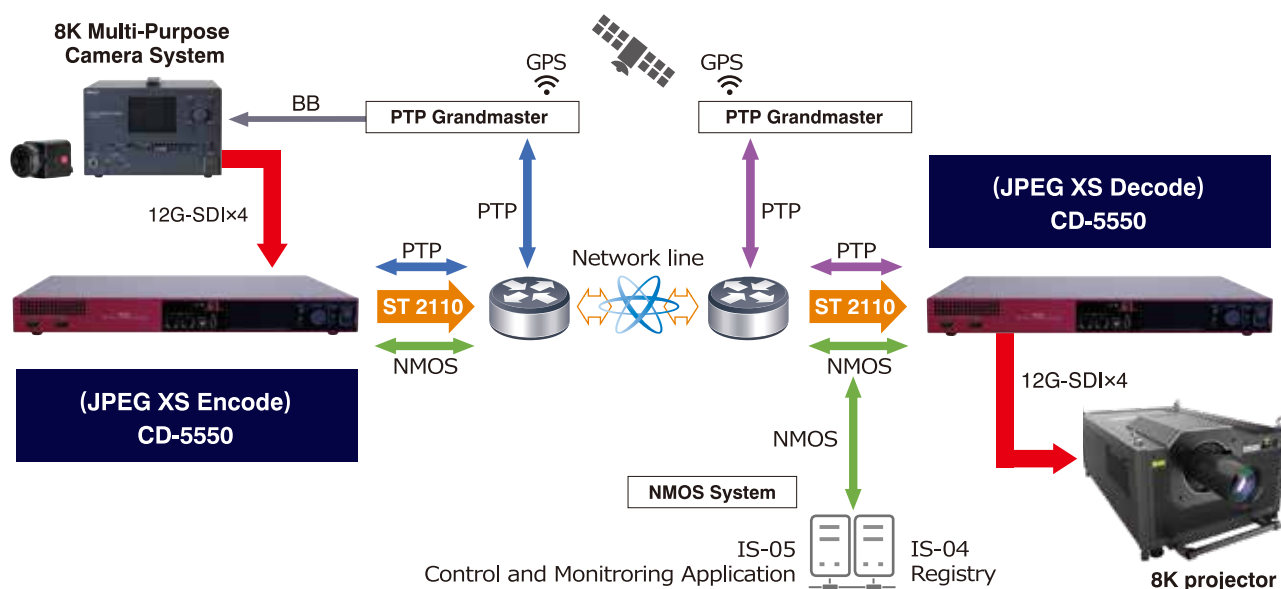 8K Multi-Purpose
Camera System
GPS
GPS
BB
PTP Grandmaster
PTP Grandmaster
12G-SDI×4
PTP
PTP
(JPEG XS Decode)
CD-5550
PTP
Network line
PTP
ST 2110
ST 2110
NMOS
NMOS
(JPEG XS Encode)
CD-5550
12G-SDI×4
NMOS
NMOS System
IS-05
Control and Monitroring Application
IS-04
Registry
8K projector